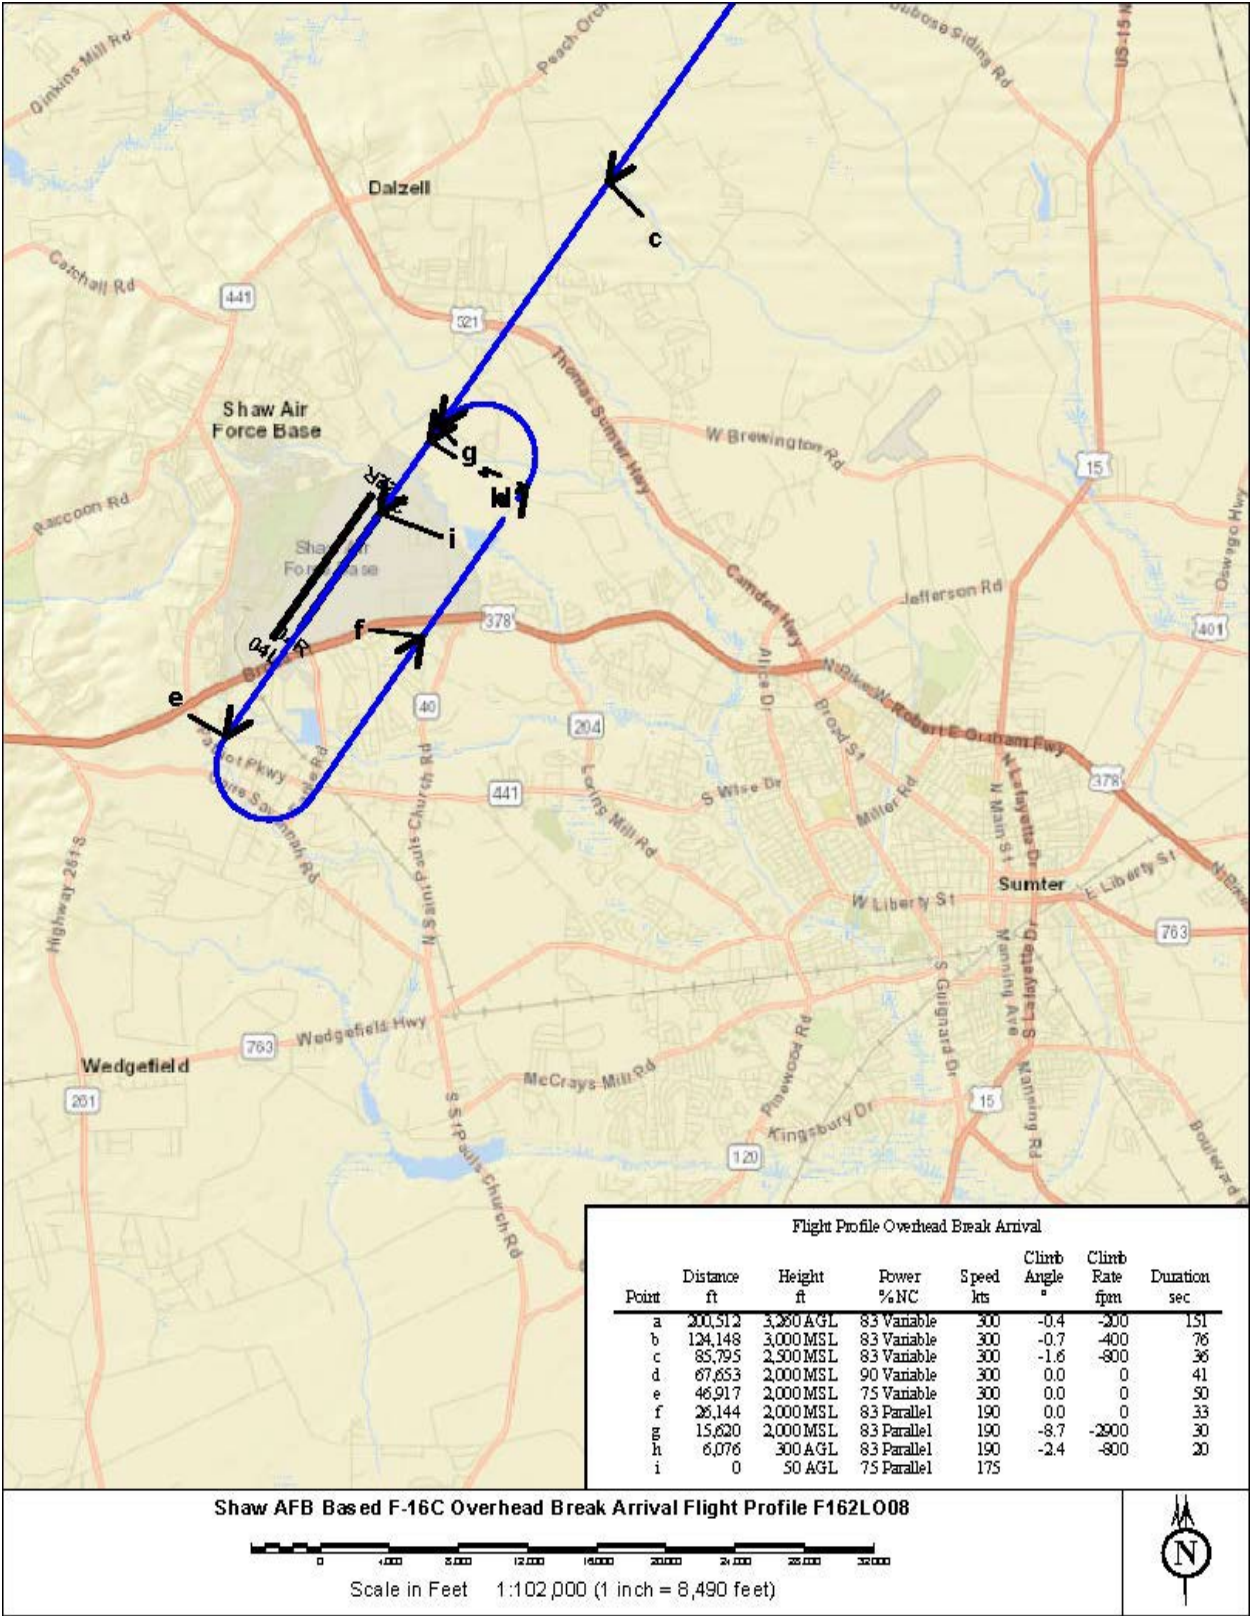 Dinkins Mill Rd
Peach Orch
Dubose Siding Rd
US-15 N
Dalzell
c
Catchall Rd
441
521
Thomas Sumter Hwy
Shaw Air
Force Base
W Brewington Rd
15
g
Raccoon Rd
i
Oswego Hwy
Camden Hwy
Jefferson Rd
378
401
f
04L
e
Alice Dr
N Pike W
Robert E Graham Fwy
40
204
Broad St
Patriot Pkwy
441
S Wise Dr
378
Loring Mill Rd
Miller Rd
N Main St
N Lafayette Dr
N Saint Pauls Church Rd
Highway 261 S
Sumter
E Liberty St
W Liberty St
763
Manning Ave
S Lafayette Dr
S Guignard Dr
Wedgefield Hwy
763
Wedgefield
McCrays Mill Rd
Pinewood Rd
261
15
Manning Rd
Kingsbury Dr
S St Pauls Church Rd
120
Flight Profile Overhead Break Arrival
Point Distance ft Height ft Power % NC Speed kts Climb Angle ° Climb Rate fpm Duration sec
a 200,512 3,260 AGL 83 Variable 300 -0.4 -200 151
b 124,148 3,000 MSL 83 Variable 300 -0.7 -400 76
c 85,795 2,500 MSL 83 Variable 300 -1.6 -800 36
d 67,653 2,000 MSL 90 Variable 300 0.0 0 41
e 46,917 2,000 MSL 75 Variable 300 0.0 0 50
f 26,144 2,000 MSL 83 Parallel 190 0.0 0 33
g 15,620 2,000 MSL 83 Parallel 190 -8.7 -2900 30
h 6,076 300 AGL 83 Parallel 190 -2.4 -800 20
i 0 50 AGL 75 Parallel 175
Shaw AFB Based F-16C Overhead Break Arrival Flight Profile F162LO08
0 4,000 8,000 12,000 16,000 20,000 24,000 28,000 32,000
Scale in Feet 1:102,000 (1 inch = 8,490 feet)
N